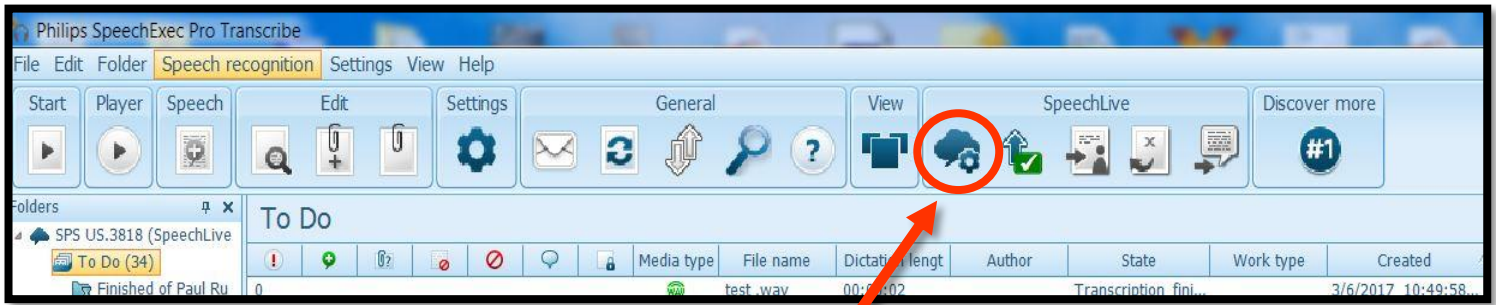 Philips SpeechExec Pro Transcribe
File Edit Folder Speech recognition Settings View Help
Start Player Speech Edit Settings General View SpeechLive Discover more
? #1
Folders
To Do
SPS US.3818 (SpeechLive
To Do (34)
! Media type File name Dictation lengt Author State Work type Created
Finished of Paul Ru 0 test .wav Transcription fini... 3/6/2017 10:49:58...